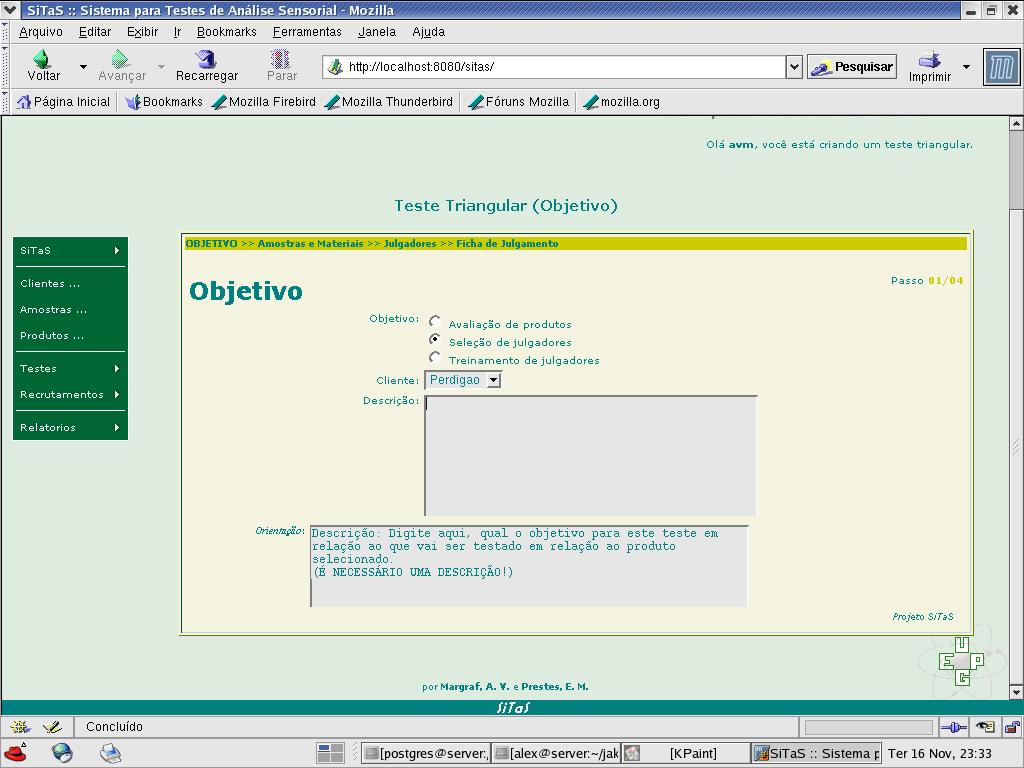 SiTaS :: Sistema para Testes de Análise Sensorial - Mozilla
Arquivo Editar Exibir Ir Bookmarks Ferramentas Janela Ajuda
Voltar Avançar Recarregar Parar http://localhost:8080/sitas/ Pesquisar Imprimir
Página Inicial Bookmarks Mozilla Firebird Mozilla Thunderbird Fóruns Mozilla mozilla.org
Olá avm, você está criando um teste triangular.
Teste Triangular (Objetivo)
SiTaS
Clientes ...
Amostras ...
Produtos ...
Testes
Recrutamentos
Relatorios
OBJETIVO >> Amostras e Materiais >> Julgadores >> Ficha de Julgamento
Passo 01/04
Objetivo
Objetivo: Avaliação de produtos
Seleção de julgadores
Treinamento de julgadores
Cliente: Perdigao
Descrição:
Orientação: Descrição: Digite aqui, qual o objetivo para este teste em
relação ao que vai ser testado em relação ao produto
selecionado.
(É NECESSÁRIO UMA DESCRIÇÃO!)
Projeto SiTaS
U
E P
G
por Margraf, A. V. e Prestes, E. M.
SiTaS
Concluído
[postgres@server: [alex@server:~/jak [KPaint] SiTaS :: Sistema p Ter 16 Nov, 23:33